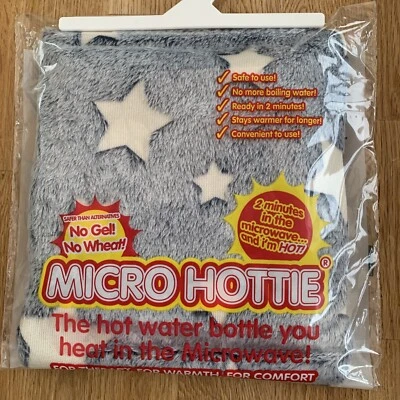 Safe to use!
No more boiling water!
Ready in 2 minutes!
Stays warmer for longer!
Convenient to use!
SAFER THAN ALTERNATIVES
No Gel!
No Wheat!
2 minutes
in the
microwave...
and i'm HOT!
MICRO HOTTIE®
The hot water bottle you
heat in the Microwave!
FOR THERAPY FOR WARMTH FOR COMFORT